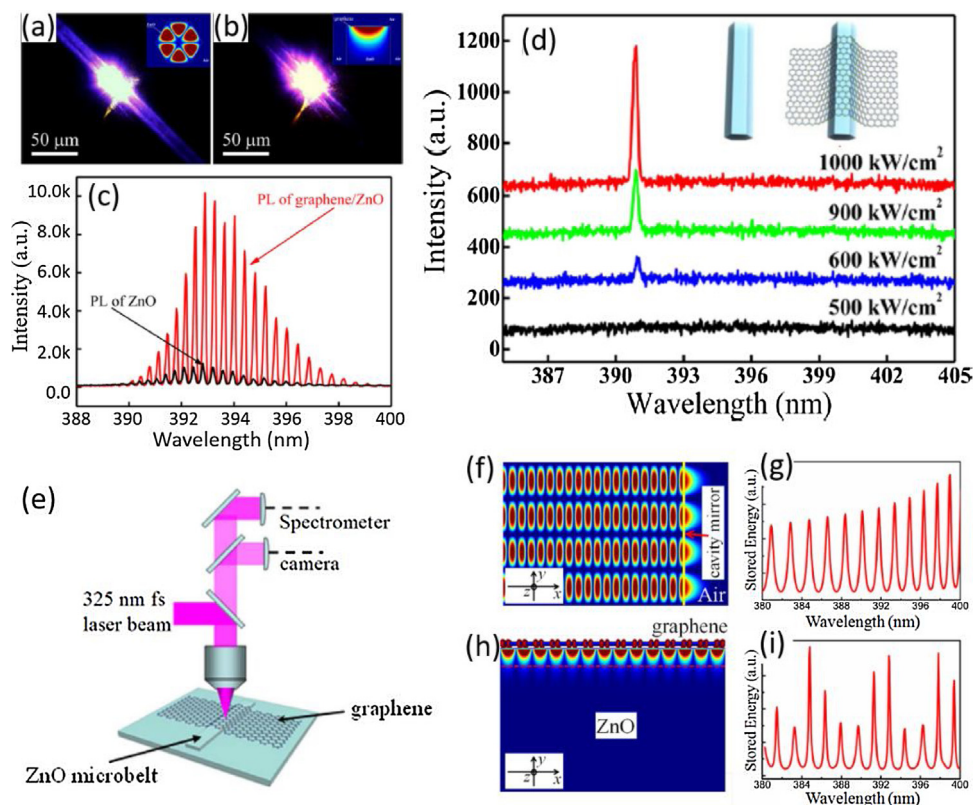 (a)
50 µm
(b)
graphene
50 µm
(c)
Intensity (a.u.)
10.0k
8.0k
6.0k
4.0k
2.0k
0.0
PL of graphene/ZnO
PL of ZnO
388 390 392 394 396 398 400
Wavelength (nm)
(d)
Intensity (a.u.)
1200
1000
800
600
400
200
0
1000 kW/cm²
900 kW/cm²
600 kW/cm²
500 kW/cm²
387 390 393 396 399 402 405
Wavelength (nm)
(e)
Spectrometer
camera
325 nm fs
laser beam
graphene
ZnO microbelt
(f)
y
z x
cavity mirror
Air
(g)
Stored Energy (a.u.)
380 384 388 392 396 400
Wavelength (nm)
(h)
graphene
ZnO
y
z x
(i)
Stored Energy (a.u.)
380 384 388 392 396 400
Wavelength (nm)